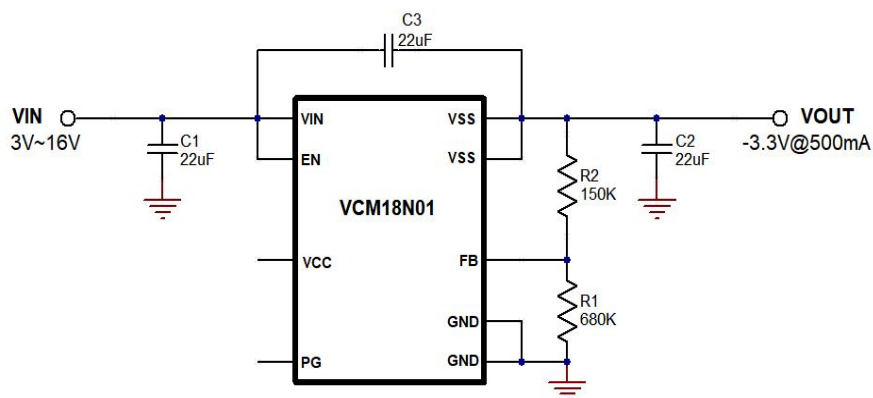 C3
22uF
VIN
3V~16V
C1
22uF
VIN
EN
VCC
PG
VCM18N01
VSS
VSS
FB
GND
GND
R2
150K
R1
680K
C2
22uF
VOUT
-3.3V@500mA